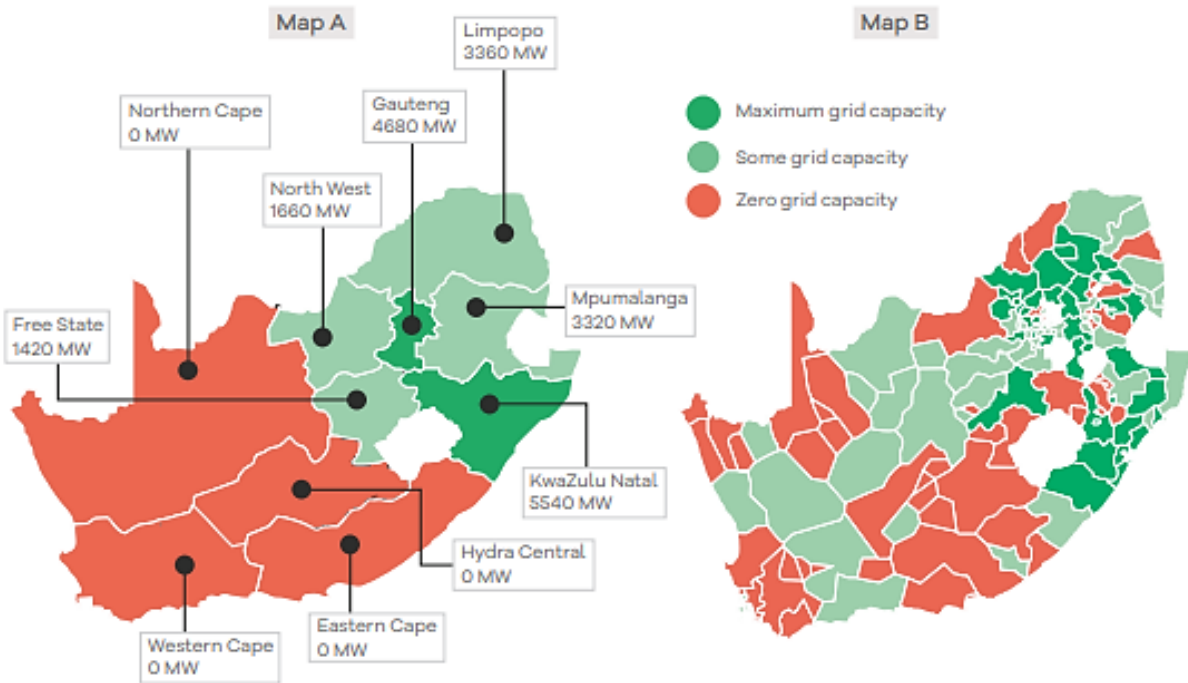 Map A
Map B
Limpopo
3360 MW
Northern Cape
0 MW
Gauteng
4680 MW
North West
1660 MW
Maximum grid capacity
Some grid capacity
Zero grid capacity
Free State
1420 MW
Mpumalanga
3320 MW
KwaZulu Natal
5540 MW
Hydra Central
0 MW
Eastern Cape
0 MW
Western Cape
0 MW